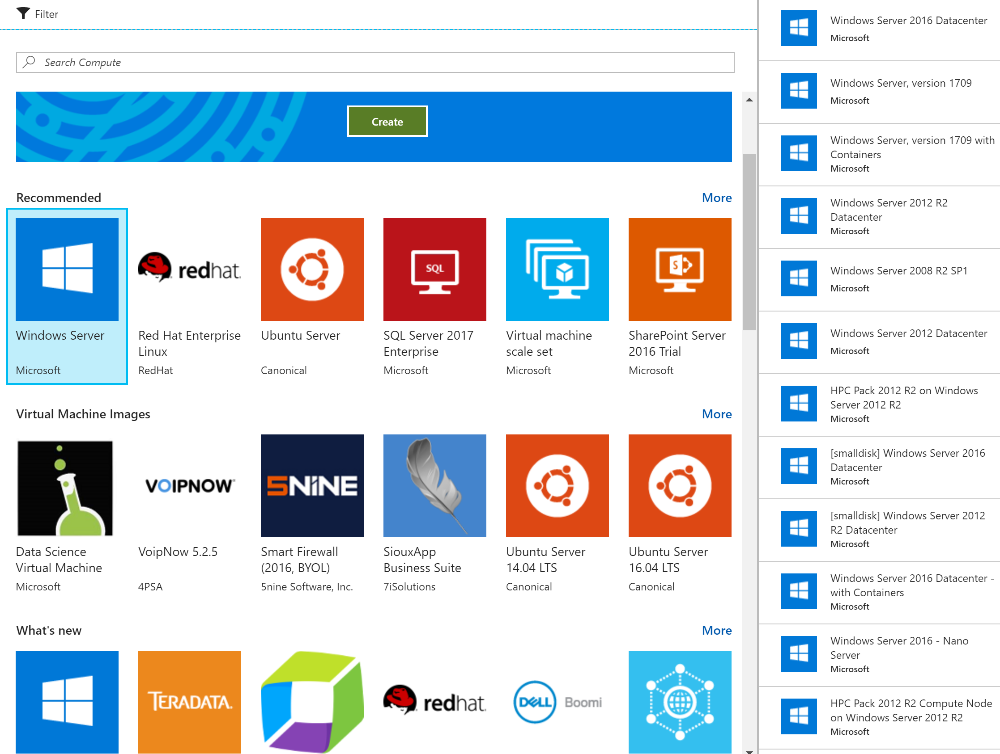 Filter
Search Compute
Create
Recommended
More
redhat.
SQL
S
Windows Server
Microsoft
Red Hat Enterprise
Linux
RedHat
Ubuntu Server
Canonical
SQL Server 2017
Enterprise
Microsoft
Virtual machine
scale set
Microsoft
SharePoint Server
2016 Trial
Microsoft
Virtual Machine Images
More
VOIPNOW
5NINE
Data Science
Virtual Machine
Microsoft
VoipNow 5.2.5
4PSA
Smart Firewall
(2016, BYOL)
5nine Software, Inc.
SiouxApp
Business Suite
7iSolutions
Ubuntu Server
14.04 LTS
Canonical
Ubuntu Server
16.04 LTS
Canonical
What's new
More
TERADATA.
redhat.
DELL Boomi
Windows Server 2016 Datacenter
Microsoft
Windows Server, version 1709
Microsoft
Windows Server, version 1709 with
Containers
Microsoft
Windows Server 2012 R2
Datacenter
Microsoft
Windows Server 2008 R2 SP1
Microsoft
Windows Server 2012 Datacenter
Microsoft
HPC Pack 2012 R2 on Windows
Server 2012 R2
Microsoft
[smalldisk] Windows Server 2016
Datacenter
Microsoft
[smalldisk] Windows Server 2012
R2 Datacenter
Microsoft
Windows Server 2016 Datacenter -
with Containers
Microsoft
Windows Server 2016 - Nano
Server
Microsoft
HPC Pack 2012 R2 Compute Node
on Windows Server 2012 R2
Microsoft